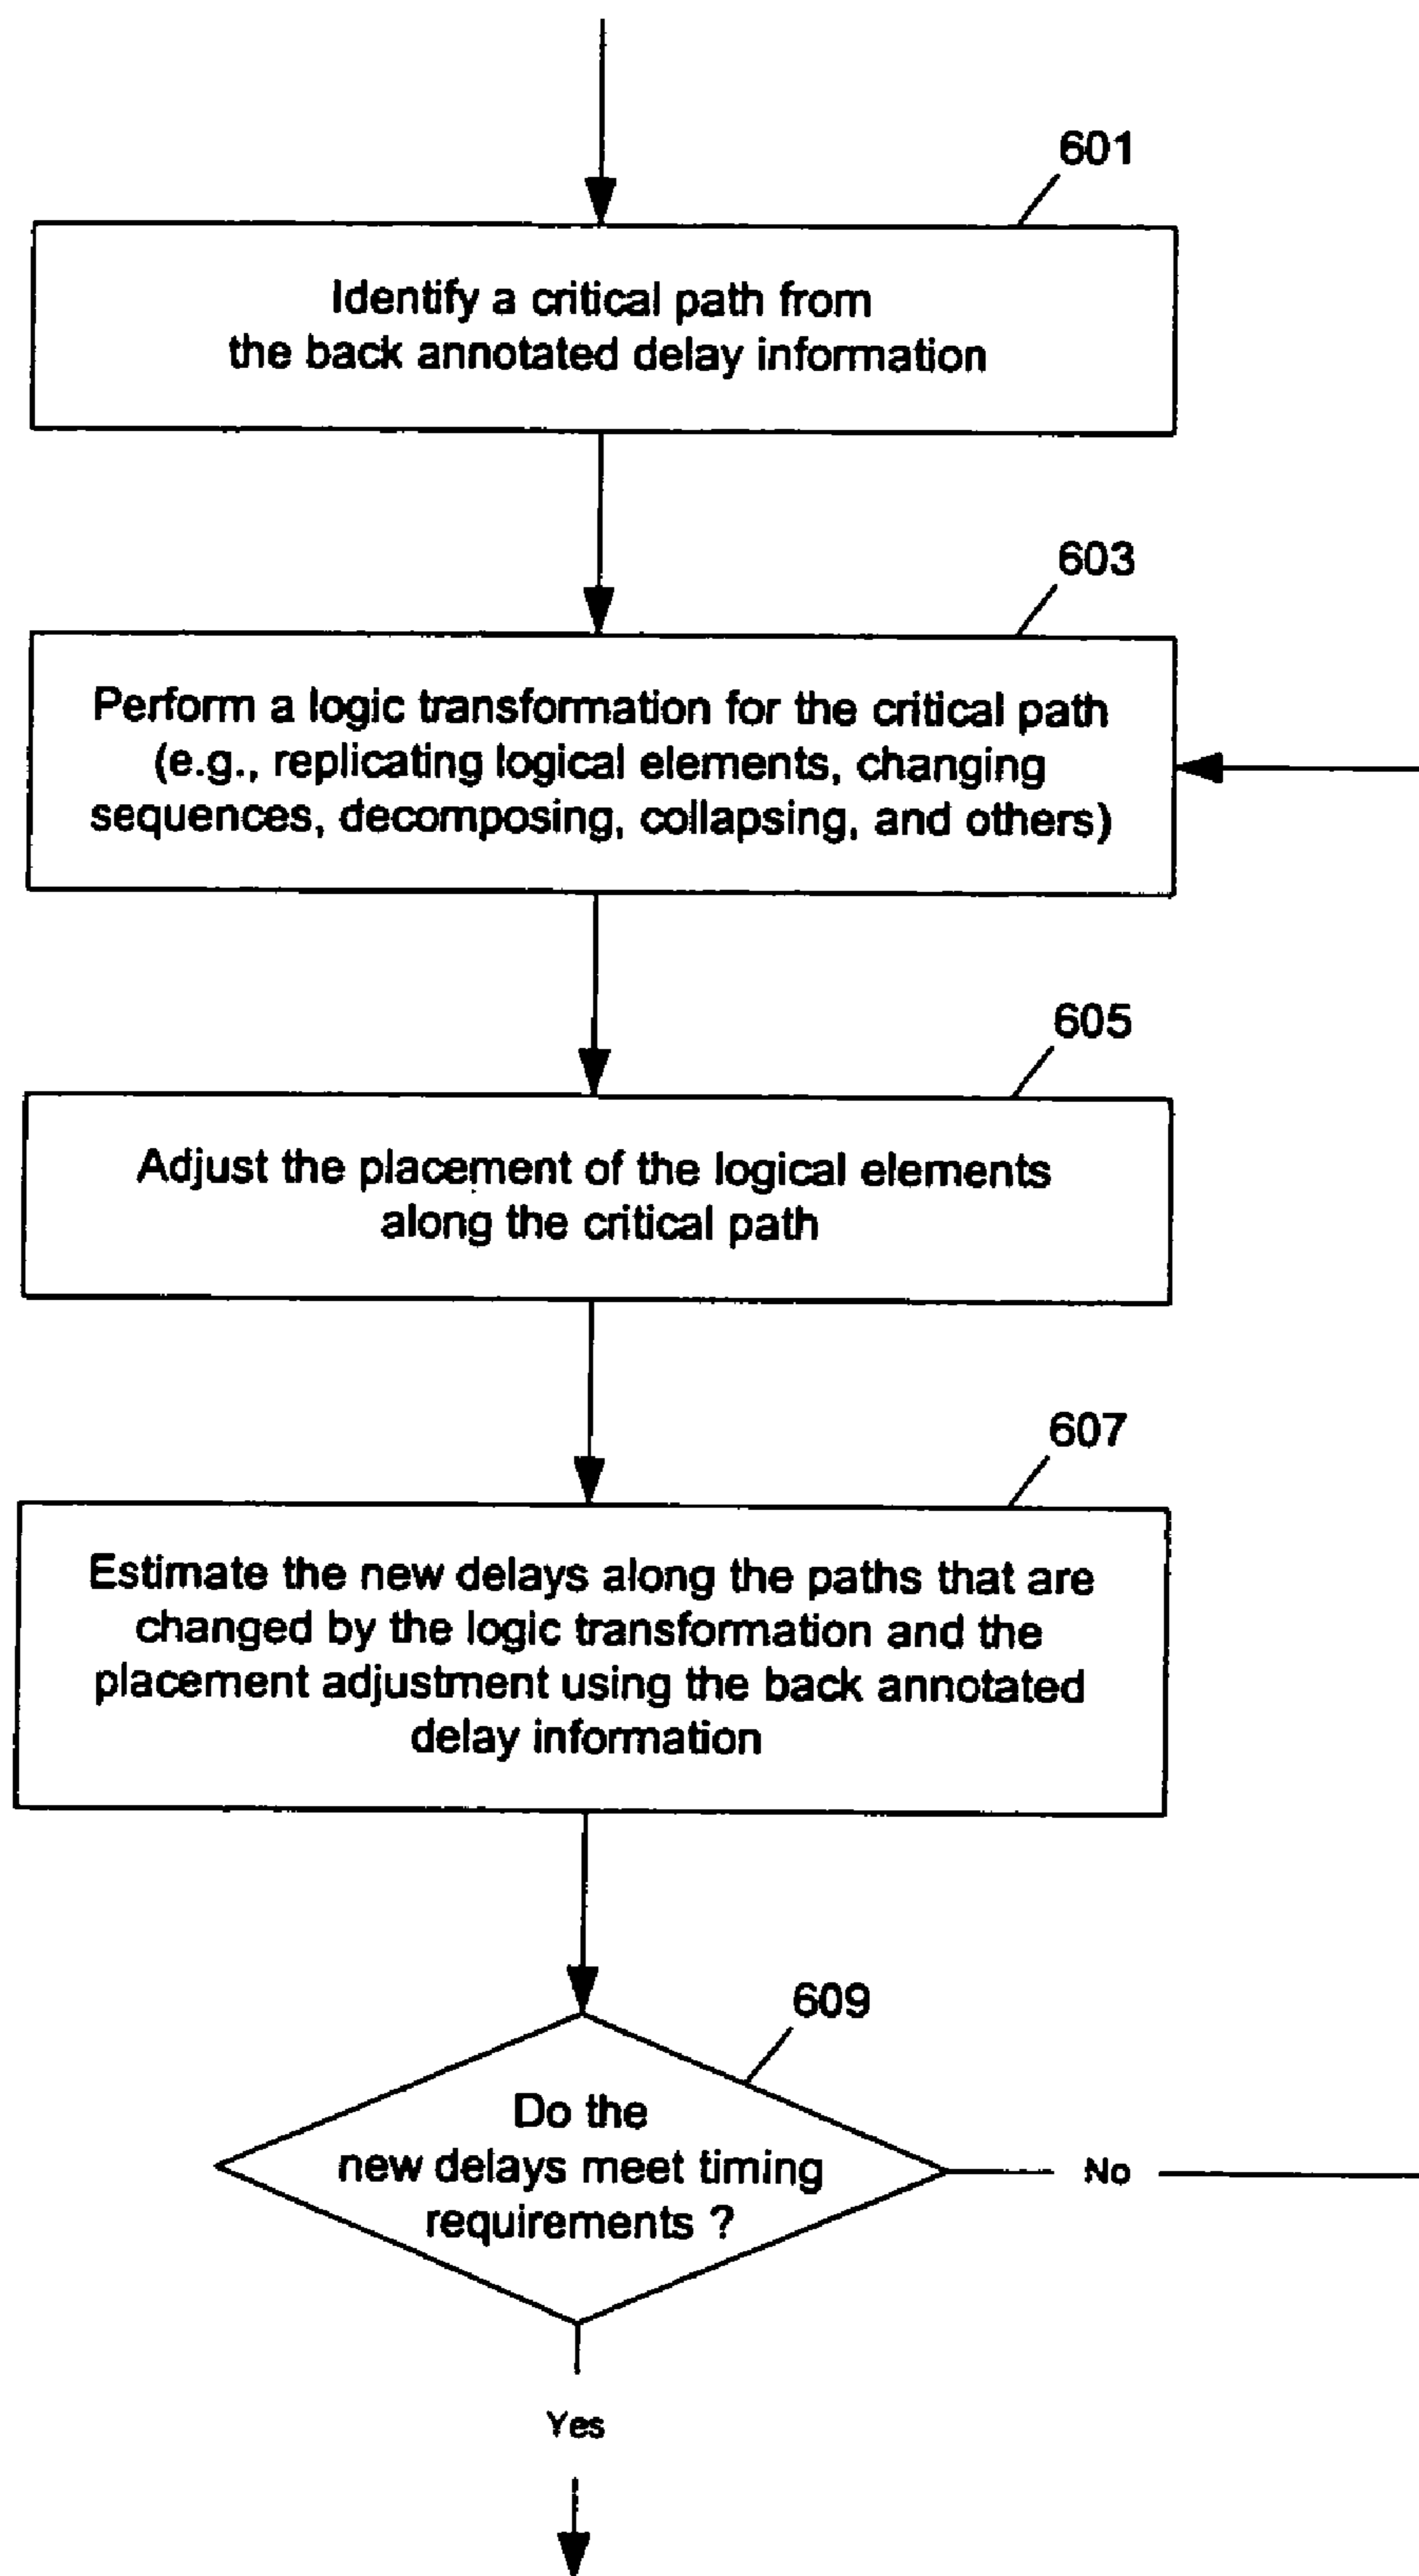 601
Identify a critical path from
the back annotated delay information
603
Perform a logic transformation for the critical path
(e.g., replicating logical elements, changing
sequences, decomposing, collapsing, and others)
605
Adjust the placement of the logical elements
along the critical path
607
Estimate the new delays along the paths that are
changed by the logic transformation and the
placement adjustment using the back annotated
delay information
609
Do the
new delays meet timing
requirements ?
No
Yes